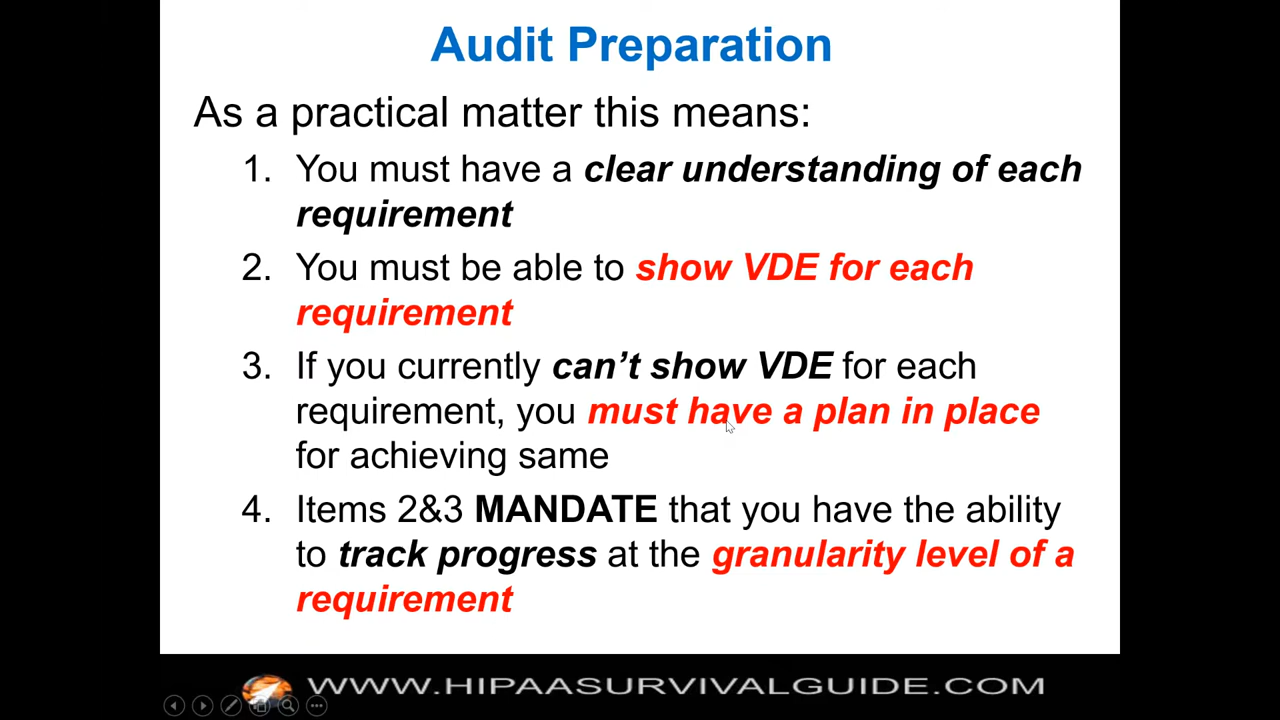 Audit Preparation
As a practical matter this means:
1. You must have a clear understanding of each
requirement
2. You must be able to show VDE for each
requirement
3. If you currently can’t show VDE for each
requirement, you must have a plan in place
for achieving same
4. Items 2&3 MANDATE that you have the ability
to track progress at the granularity level of a
requirement
WWW.HIPAASURVIVALGUIDE.COM